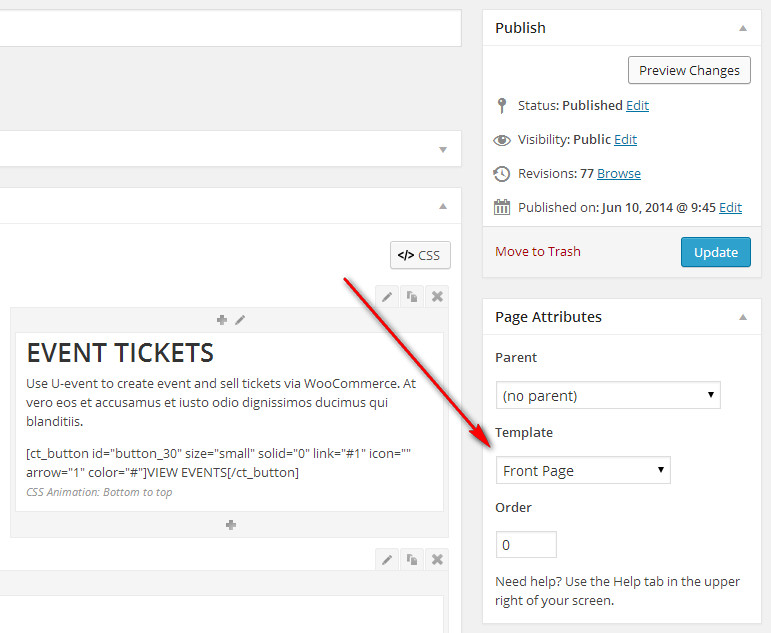 Publish
Preview Changes
Status: Published Edit
Visibility: Public Edit
Revisions: 77 Browse
Published on: Jun 10, 2014 @ 9:45 Edit
Move to Trash
Update
</> CSS
EVENT TICKETS
Use U-event to create event and sell tickets via WooCommerce. At
vero eos et accusamus et iusto odio dignissimos ducimus qui
blanditiis.
[ct_button id="button_30" size="small" solid="0" link="#1" icon=""
arrow="1" color="#"]VIEW EVENTS[/ct_button]
CSS Animation: Bottom to top
Page Attributes
Parent
(no parent)
Template
Front Page
Order
0
Need help? Use the Help tab in the upper
right of your screen.